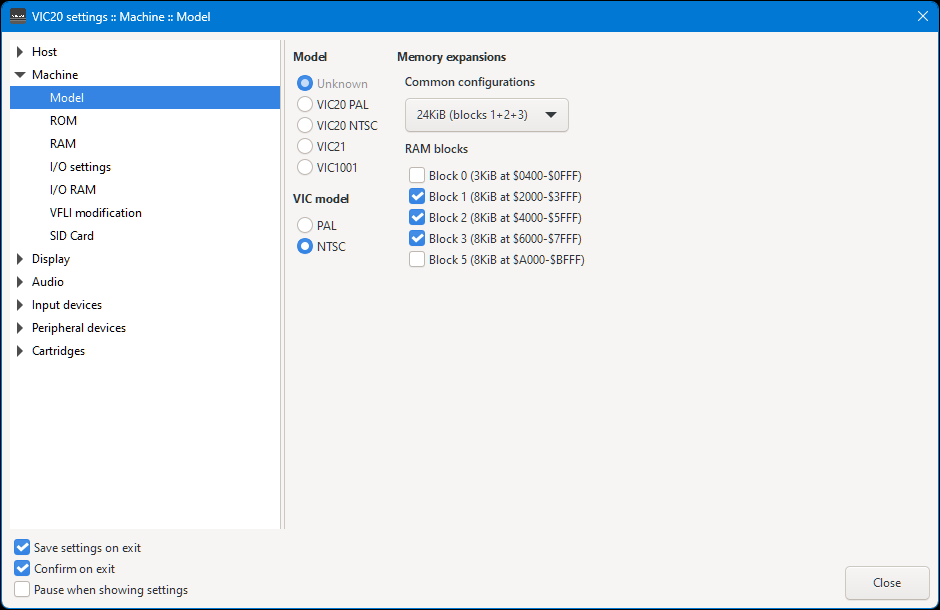 VIC20 settings :: Machine :: Model
Host
Machine
Model
ROM
RAM
I/O settings
I/O RAM
VFLI modification
SID Card
Display
Audio
Input devices
Peripheral devices
Cartridges
Model
Unknown
VIC20 PAL
VIC20 NTSC
VIC21
VIC1001
VIC model
PAL
NTSC
Memory expansions
Common configurations
24KiB (blocks 1+2+3)
RAM blocks
Block 0 (3KiB at $0400-$0FFF)
Block 1 (8KiB at $2000-$3FFF)
Block 2 (8KiB at $4000-$5FFF)
Block 3 (8KiB at $6000-$7FFF)
Block 5 (8KiB at $A000-$BFFF)
Save settings on exit
Confirm on exit
Pause when showing settings
Close